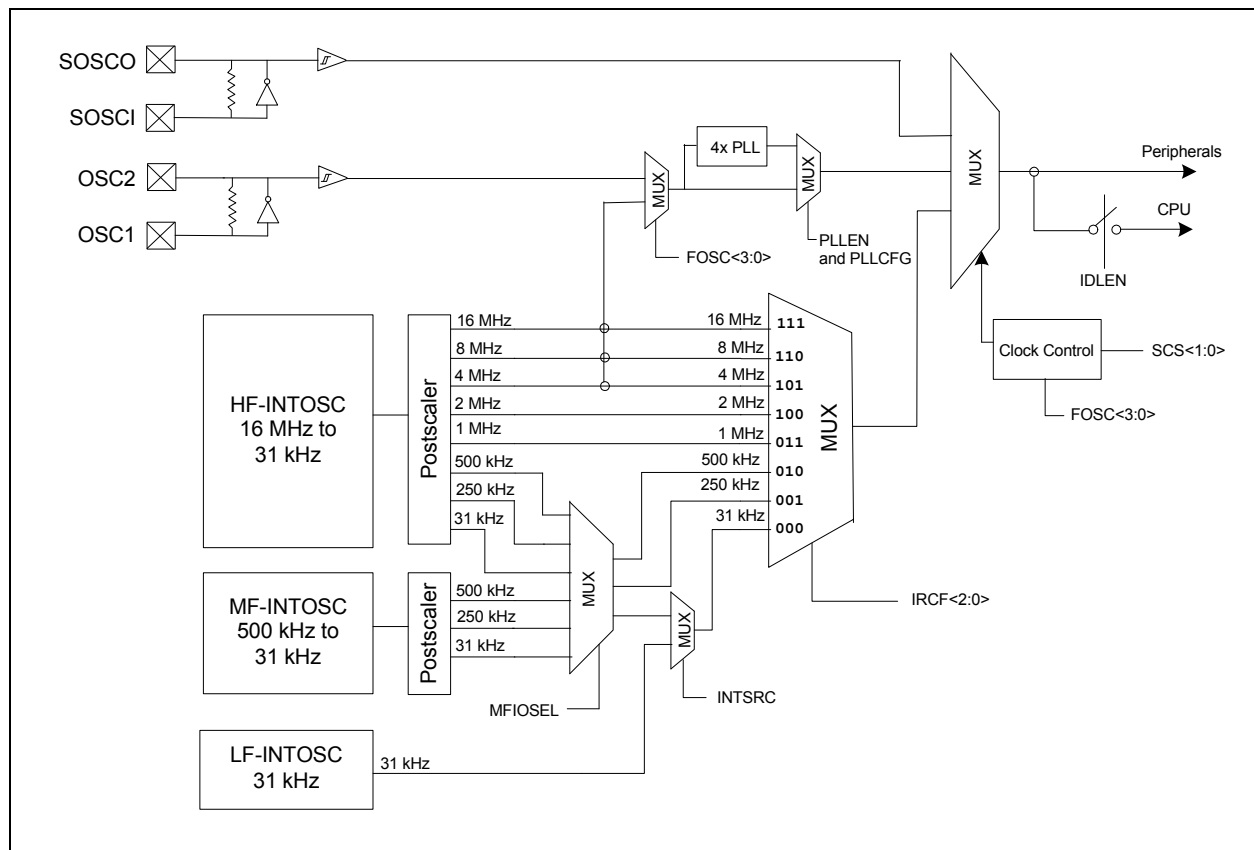 SOSCO
SOSCI
OSC2
OSC1
4x PLL
MUX
MUX
MUX
Peripherals
CPU
FOSC<3:0>
PLLEN
and PLLCFG
IDLEN
Clock Control
SCS<1:0>
FOSC<3:0>
HF-INTOSC
16 MHz to
31 kHz
Postscaler
16 MHz
8 MHz
4 MHz
2 MHz
1 MHz
500 kHz
250 kHz
31 kHz
16 MHz
8 MHz
4 MHz
2 MHz
1 MHz
500 kHz
250 kHz
31 kHz
111
110
101
100
011
010
001
000
MUX
IRCF<2:0>
MF-INTOSC
500 kHz to
31 kHz
Postscaler
500 kHz
250 kHz
31 kHz
MUX
MFIOSEL
MUX
INTSRC
LF-INTOSC
31 kHz
31 kHz